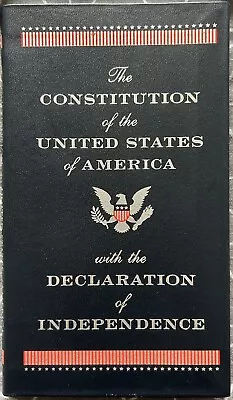 The
CONSTITUTION
of the
UNITED STATES
of AMERICA
with the
DECLARATION
of
INDEPENDENCE